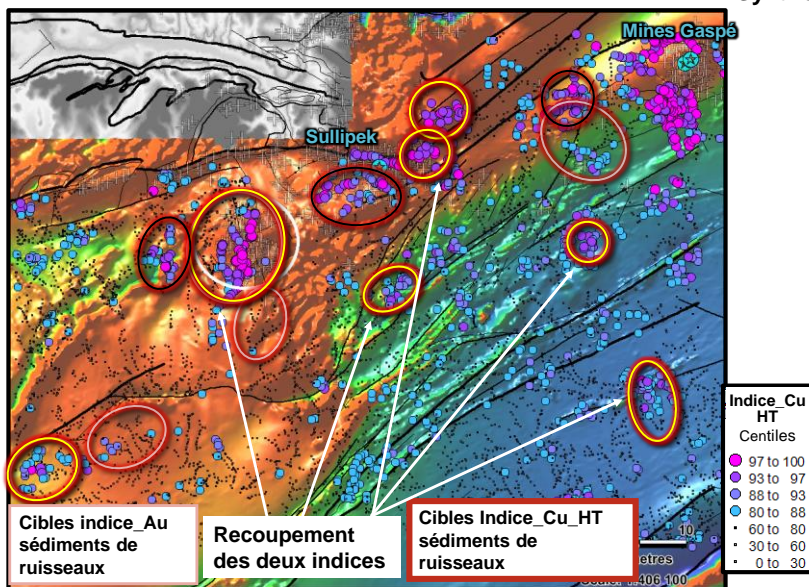 Mines Gaspé
Sullipek
Cibles indice_Au
sédiments de
ruisseaux
Recoupement
des deux indices
Cibles Indice_Cu_HT
sédiments de
ruisseaux
10
Indice_Cu
HT
Centiles
97 to 100
93 to 97
88 to 93
80 to 88
60 to 80
30 to 60
0 to 30